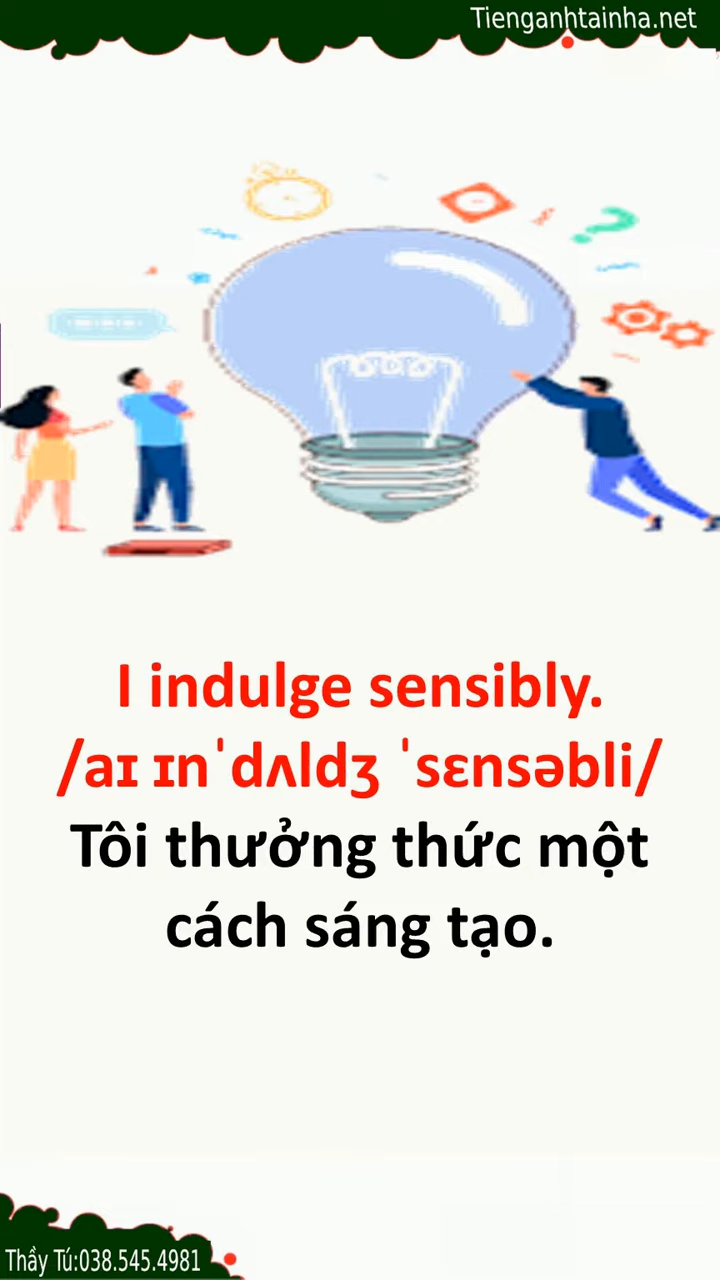 Tienganhtainha.net
I indulge sensibly.
/aɪ ɪnˈdʌldʒ ˈsɛnsəbli/
Tôi thưởng thức một
cách sáng tạo.
Thầy Tú:038.545.4981